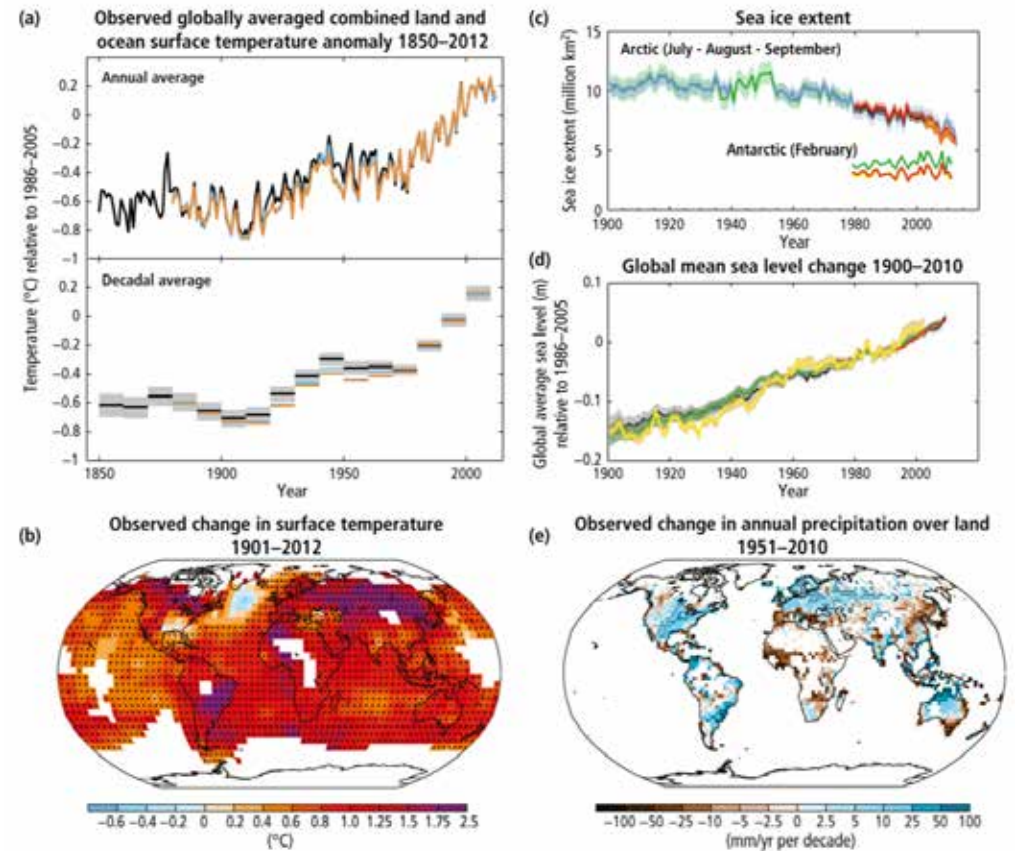 (a)
Observed globally averaged combined land and
ocean surface temperature anomaly 1850–2012
Annual average
Temperature (°C) relative to 1986–2005
0.2
0
−0.2
−0.4
−0.6
−0.8
−1
Decadal average
0.2
0
−0.2
−0.4
−0.6
−0.8
−1
1850
1900
1950
2000
Year
(c)
Sea ice extent
Sea ice extent (million km²)
15
10
5
0
Arctic (July - August - September)
Antarctic (February)
1900
1920
1940
1960
1980
2000
Year
(d)
Global mean sea level change 1900–2010
Global average sea level (m)
relative to 1986–2005
0.1
0
−0.1
−0.2
1900
1920
1940
1960
1980
2000
Year
(b)
Observed change in surface temperature
1901–2012
−0.6 −0.4 −0.2 0 0.2 0.4 0.6 0.8 1.0 1.25 1.5 1.75 2.5
(°C)
(e)
Observed change in annual precipitation over land
1951–2010
−100 −50 −25 −10 −5 −2.5 0 2.5 5 10 25 50 100
(mm/yr per decade)